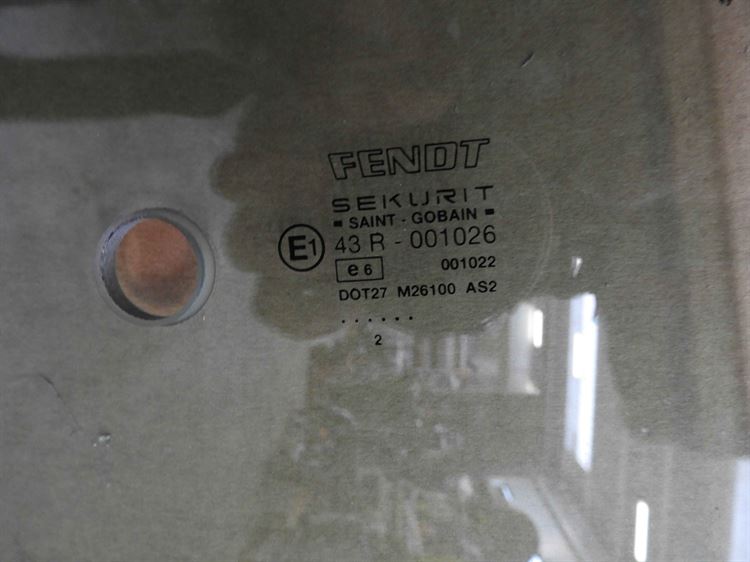 FENDT
SEKURIT
SAINT - GOBAIN
E1 43 R - 001026
e6 001022
DOT27 M26100 AS2
......
2